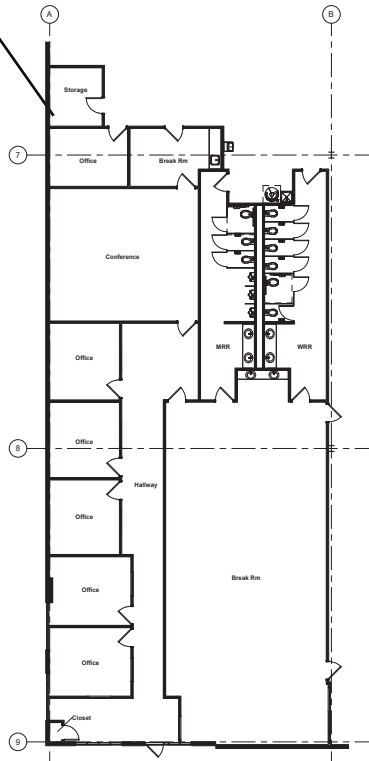 A
B
Storage
7
Office
Break Rm
Conference
MRR
WRR
Office
Office
8
Hallway
Office
Break Rm
Office
Office
Closet
9